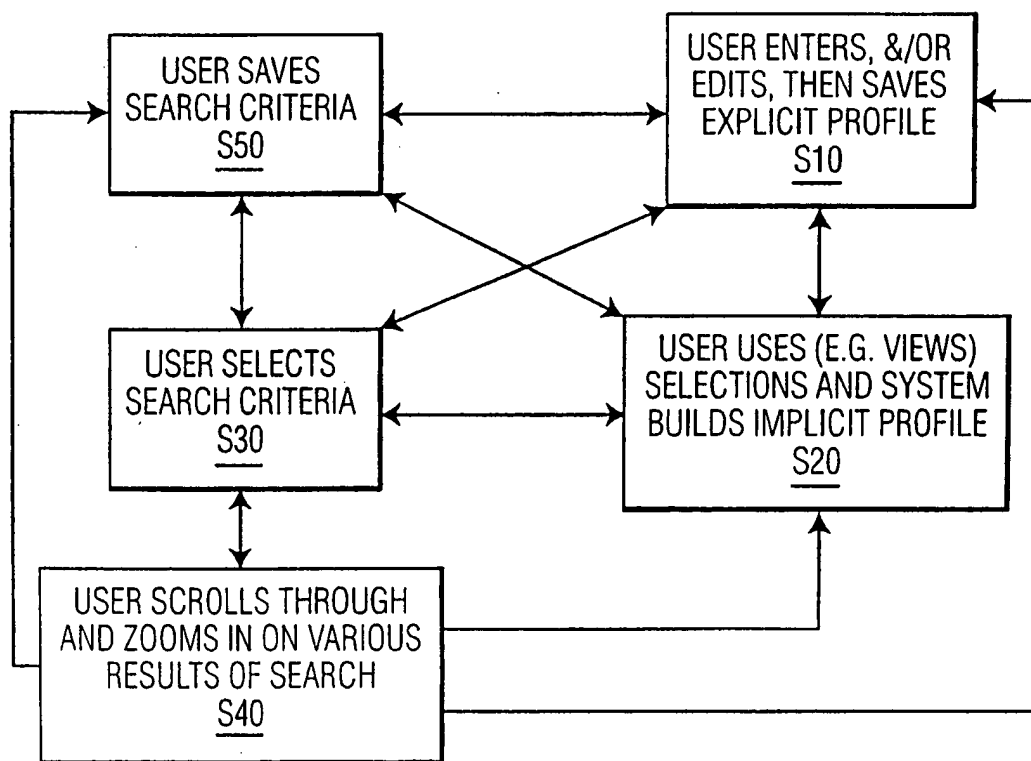 USER SAVES
SEARCH CRITERIA
S50
USER ENTERS, &/OR
EDITS, THEN SAVES
EXPLICIT PROFILE
S10
USER SELECTS
SEARCH CRITERIA
S30
USER USES (E.G. VIEWS)
SELECTIONS AND SYSTEM
BUILDS IMPLICIT PROFILE
S20
USER SCROLLS THROUGH
AND ZOOMS IN ON VARIOUS
RESULTS OF SEARCH
S40